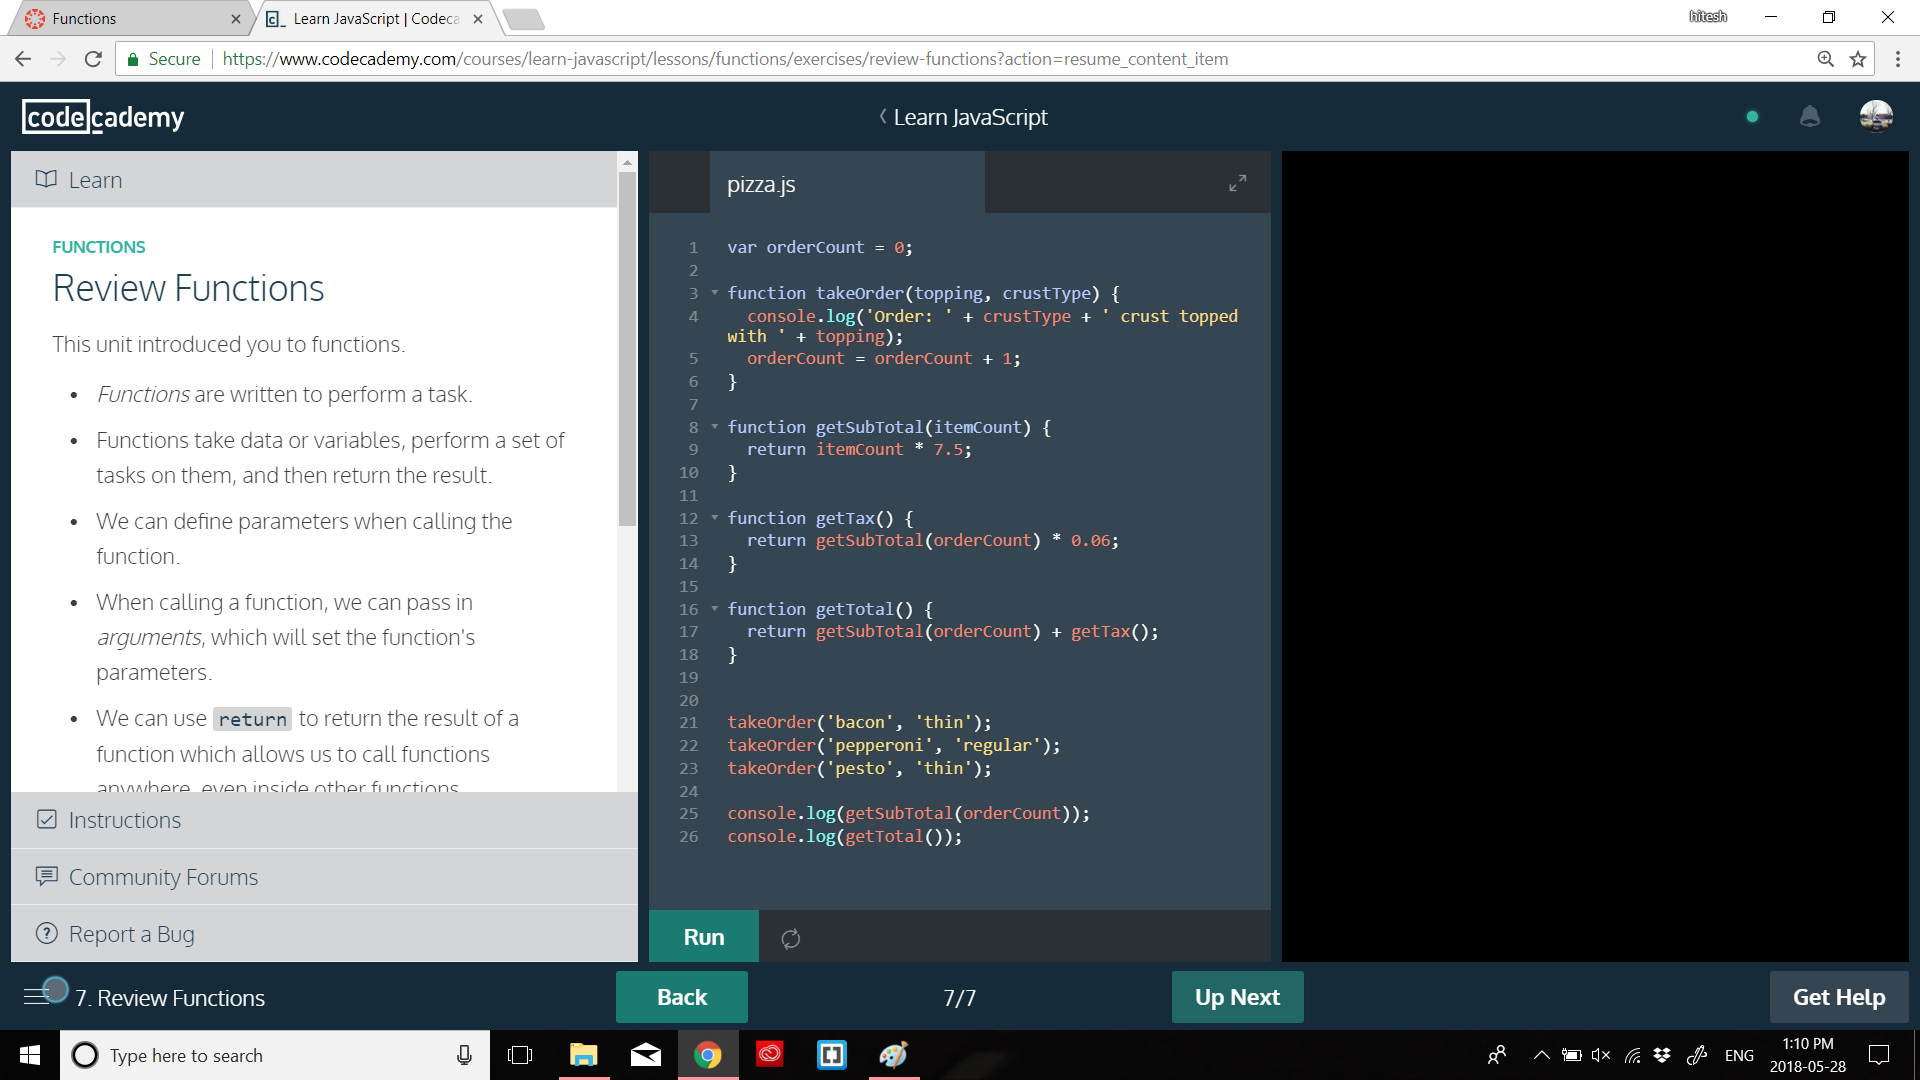 Functions
Learn JavaScript | Codeca
hitesh
Secure
https://www.codecademy.com/courses/learn-javascript/lessons/functions/exercises/review-functions?action=resume_content_item
codecademy
Learn JavaScript
Learn
FUNCTIONS
Review Functions
This unit introduced you to functions.
• Functions are written to perform a task.
• Functions take data or variables, perform a set of
tasks on them, and then return the result.
• We can define parameters when calling the
function.
• When calling a function, we can pass in
arguments, which will set the function's
parameters.
• We can use return to return the result of a
function which allows us to call functions
anywhere, even inside other functions.
Instructions
Community Forums
Report a Bug
pizza.js
1 var orderCount = 0;
2
3 function takeOrder(topping, crustType) {
4 console.log('Order: ' + crustType + ' crust topped
with ' + topping);
5 orderCount = orderCount + 1;
6 }
7
8 function getSubTotal(itemCount) {
9 return itemCount * 7.5;
10 }
11
12 function getTax() {
13 return getSubTotal(orderCount) * 0.06;
14 }
15
16 function getTotal() {
17 return getSubTotal(orderCount) + getTax();
18 }
19
20
21 takeOrder('bacon', 'thin');
22 takeOrder('pepperoni', 'regular');
23 takeOrder('pesto', 'thin');
24
25 console.log(getSubTotal(orderCount));
26 console.log(getTotal());
Run
7. Review Functions
Back
7/7
Up Next
Get Help
Type here to search
ENG
1:10 PM
2018-05-28